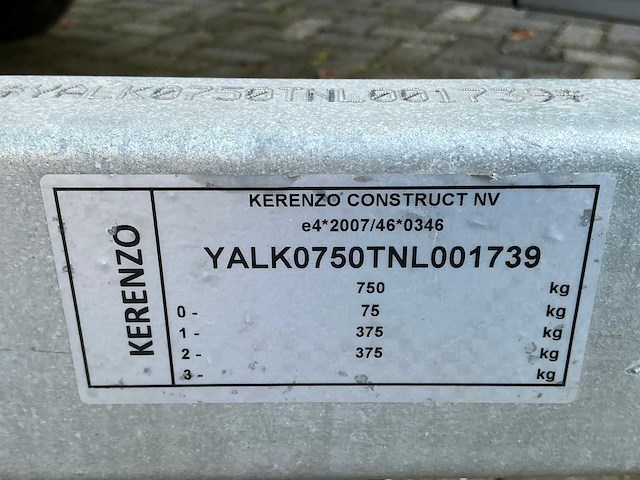 *YALK0750TNL001739*
KERENZO
KERENZO CONSTRUCT NV
e4*2007/46*0346
YALK0750TNL001739
750 kg
0- 75 kg
1- 375 kg
2- 375 kg
3- kg